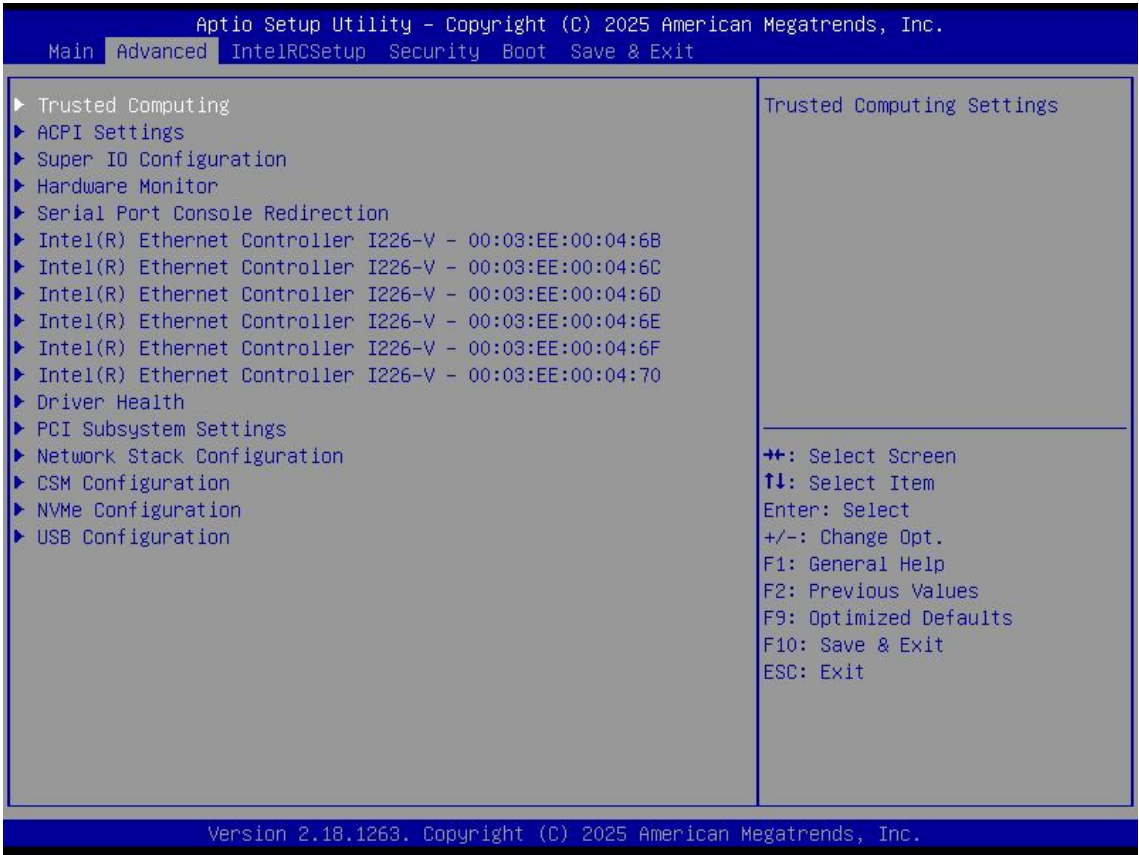 Aptio Setup Utility – Copyright (C) 2025 American Megatrends, Inc.
Main Advanced IntelRCSetup Security Boot Save & Exit
Trusted Computing
ACPI Settings
Super IO Configuration
Hardware Monitor
Serial Port Console Redirection
Intel(R) Ethernet Controller I226-V - 00:03:EE:00:04:6B
Intel(R) Ethernet Controller I226-V - 00:03:EE:00:04:6C
Intel(R) Ethernet Controller I226-V - 00:03:EE:00:04:6D
Intel(R) Ethernet Controller I226-V - 00:03:EE:00:04:6E
Intel(R) Ethernet Controller I226-V - 00:03:EE:00:04:6F
Intel(R) Ethernet Controller I226-V - 00:03:EE:00:04:70
Driver Health
PCI Subsystem Settings
Network Stack Configuration
CSM Configuration
NVMe Configuration
USB Configuration
Trusted Computing Settings
→←: Select Screen
↑↓: Select Item
Enter: Select
+/-: Change Opt.
F1: General Help
F2: Previous Values
F9: Optimized Defaults
F10: Save & Exit
ESC: Exit
Version 2.18.1263. Copyright (C) 2025 American Megatrends, Inc.